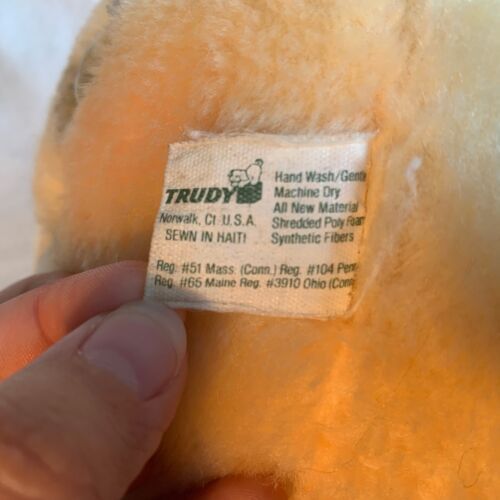 TRUDY
Norwalk, Ct U.S.A.
SEWN IN HAITI
Hand Wash/Gentle
Machine Dry
All New Material
Shredded Poly Foam
Synthetic Fibers
Reg. #51 Mass. (Conn.) Reg. #104 Penn
Reg. #65 Maine Reg. #3910 Ohio (Conn